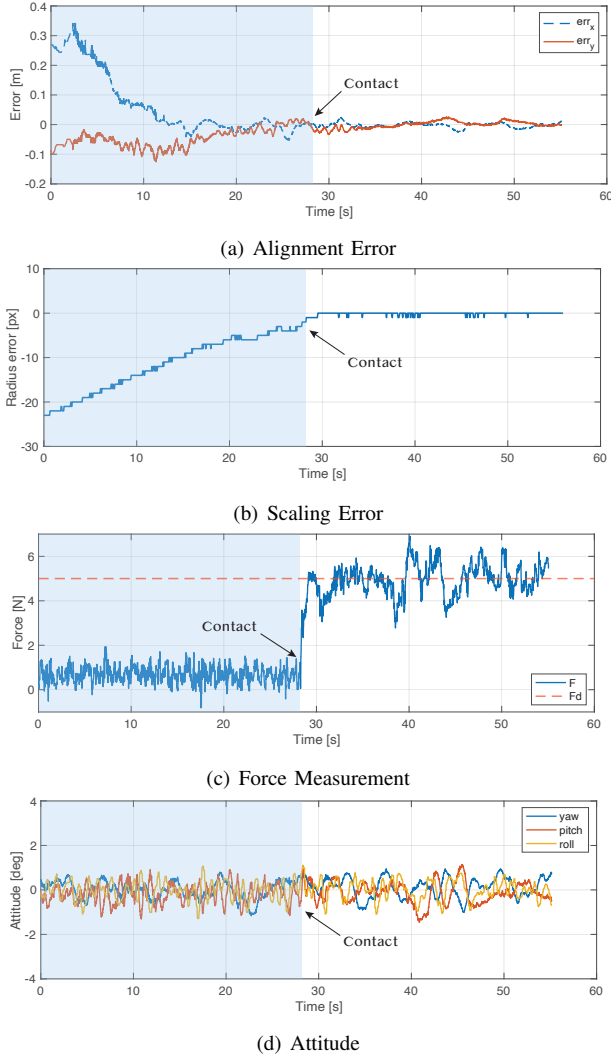 0.4
0.3
0.2
0.1
0
-0.1
-0.2
Error [m]
err_x
err_y
Contact
0 10 20 30 40 50 60
Time [s]
(a) Alignment Error
10
0
-10
-20
-30
Radius error [px]
Contact
0 10 20 30 40 50 60
Time [s]
(b) Scaling Error
6
4
2
0
Force [N]
Contact
F
Fd
0 10 20 30 40 50 60
Time [s]
(c) Force Measurement
4
2
0
-2
-4
Attitude [deg]
yaw
pitch
roll
Contact
0 10 20 30 40 50 60
Time [s]
(d) Attitude